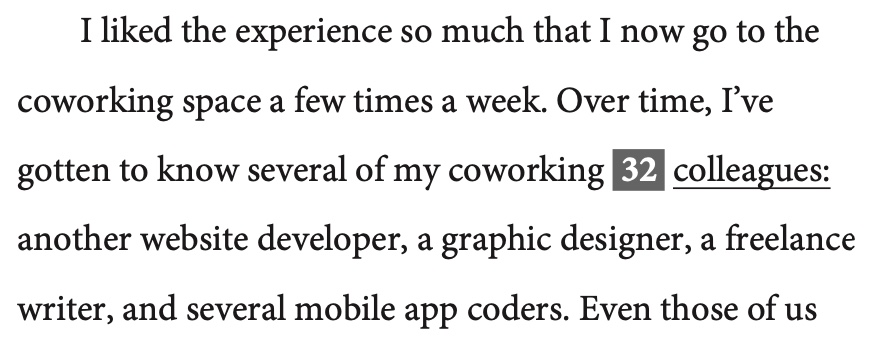 I liked the experience so much that I now go to the
coworking space a few times a week. Over time, I’ve
gotten to know several of my coworking 32 colleagues:
another website developer, a graphic designer, a freelance
writer, and several mobile app coders. Even those of us